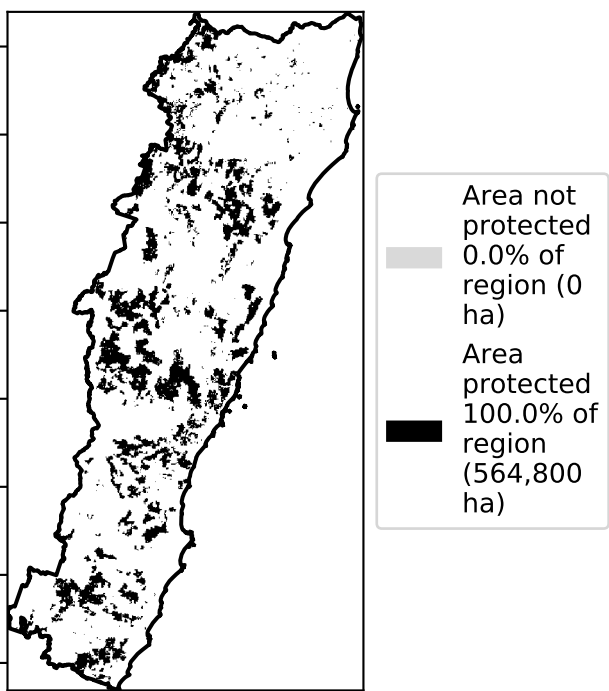 Area not
protected
0.0% of
region (0
ha)
Area
protected
100.0% of
region
(564,800
ha)